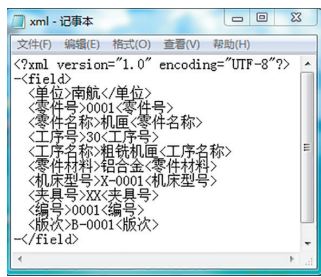 xml - 记事本
文件(F) 编辑(E) 格式(O) 查看(V) 帮助(H)
<?xml version="1.0" encoding="UTF-8"?>
-<field>
<单位>南航</单位>
<零件号>0001<零件号>
<零件名称>机匣<零件名称>
<工序号>30<工序号>
<工序名称>粗铣机匣<工序名称>
<零件材料>铝合金<零件材料>
<机床型号>X-0001<机床型号>
<夹具号>XX<夹具号>
<编号>0001<编号>
<版次>B-0001<版次>
-</field>